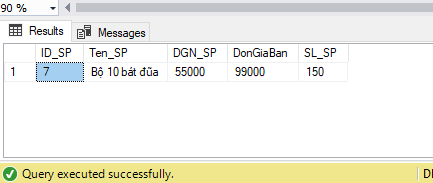 90 %
Results Messages
ID_SP Ten_SP DGN_SP DonGiaBan SL_SP
1 7 Bộ 10 bát đũa 55000 99000 150
Query executed successfully.